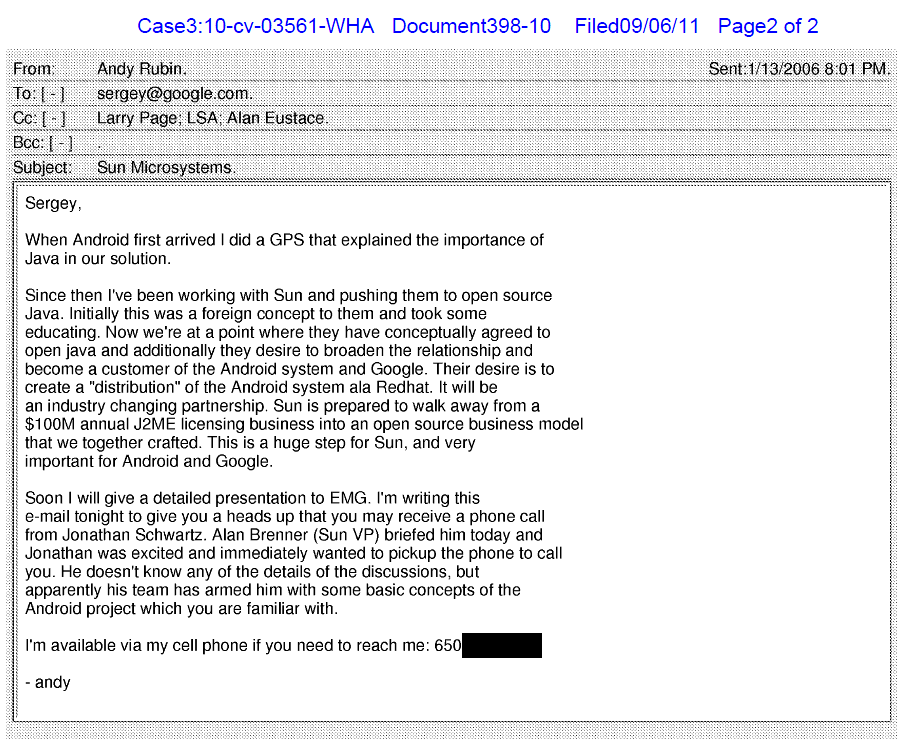 Case3:10-cv-03561-WHA Document398-10 Filed09/06/11 Page2 of 2
From: Andy Rubin. Sent:1/13/2006 8:01 PM.
To: [ - ] sergey@google.com.
Cc: [ - ] Larry Page; LSA; Alan Eustace.
Bcc: [ - ] .
Subject: Sun Microsystems.
Sergey,
When Android first arrived I did a GPS that explained the importance of
Java in our solution.
Since then I've been working with Sun and pushing them to open source
Java. Initially this was a foreign concept to them and took some
educating. Now we're at a point where they have conceptually agreed to
open java and additionally they desire to broaden the relationship and
become a customer of the Android system and Google. Their desire is to
create a "distribution" of the Android system ala Redhat. It will be
an industry changing partnership. Sun is prepared to walk away from a
$100M annual J2ME licensing business into an open source business model
that we together crafted. This is a huge step for Sun, and very
important for Android and Google.
Soon I will give a detailed presentation to EMG. I'm writing this
e-mail tonight to give you a heads up that you may receive a phone call
from Jonathan Schwartz. Alan Brenner (Sun VP) briefed him today and
Jonathan was excited and immediately wanted to pickup the phone to call
you. He doesn't know any of the details of the discussions, but
apparently his team has armed him with some basic concepts of the
Android project which you are familiar with.
I'm available via my cell phone if you need to reach me: 650
- andy